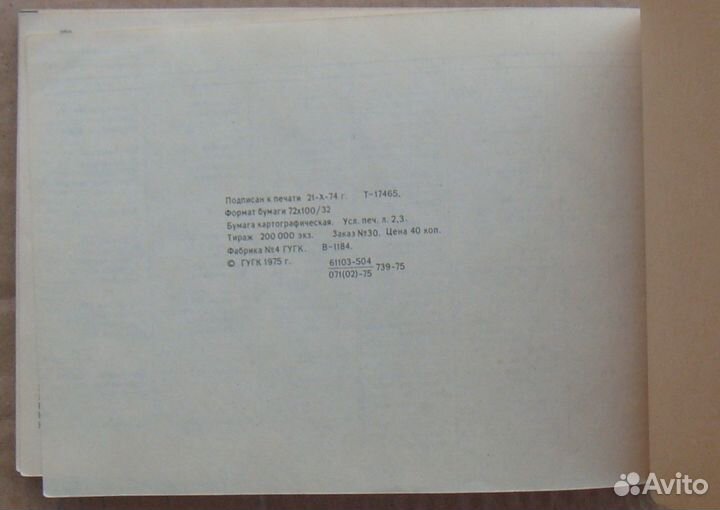 Подписан к печати 21-X-74 г. Т-17465.
Формат бумаги 72х100/32
Бумага картографическая. Усл. печ. л. 2,3.
Тираж 200 000 экз. Заказ №30. Цена 40 коп.
Фабрика №4 ГУГК. В-1184.
© ГУГК 1975 г. 61103-504 739-75
071(02)-75
Avito